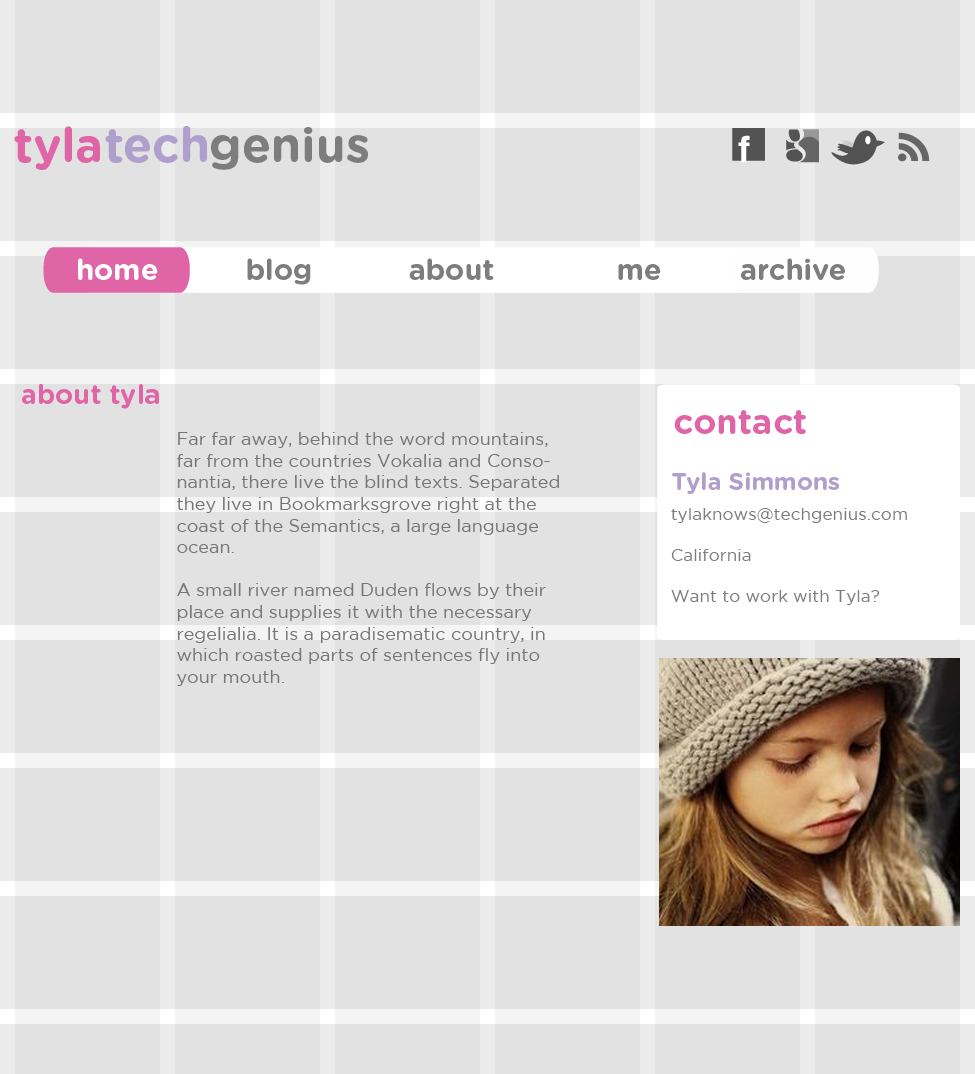 tylatechgenius
home blog about me archive
about tyla
Far far away, behind the word mountains,
far from the countries Vokalia and Conso-
nantia, there live the blind texts. Separated
they live in Bookmarksgrove right at the
coast of the Semantics, a large language
ocean.
A small river named Duden flows by their
place and supplies it with the necessary
regelialia. It is a paradisematic country, in
which roasted parts of sentences fly into
your mouth.
contact
Tyla Simmons
tylaknows@techgenius.com
California
Want to work with Tyla?